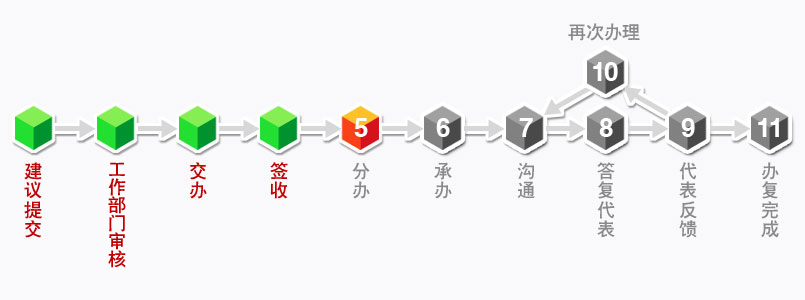 再次办理
10
5
6
7
8
9
11
建议提交
工作部门审核
交办
签收
分办
承办
沟通
答复代表
代表反馈
办复完成